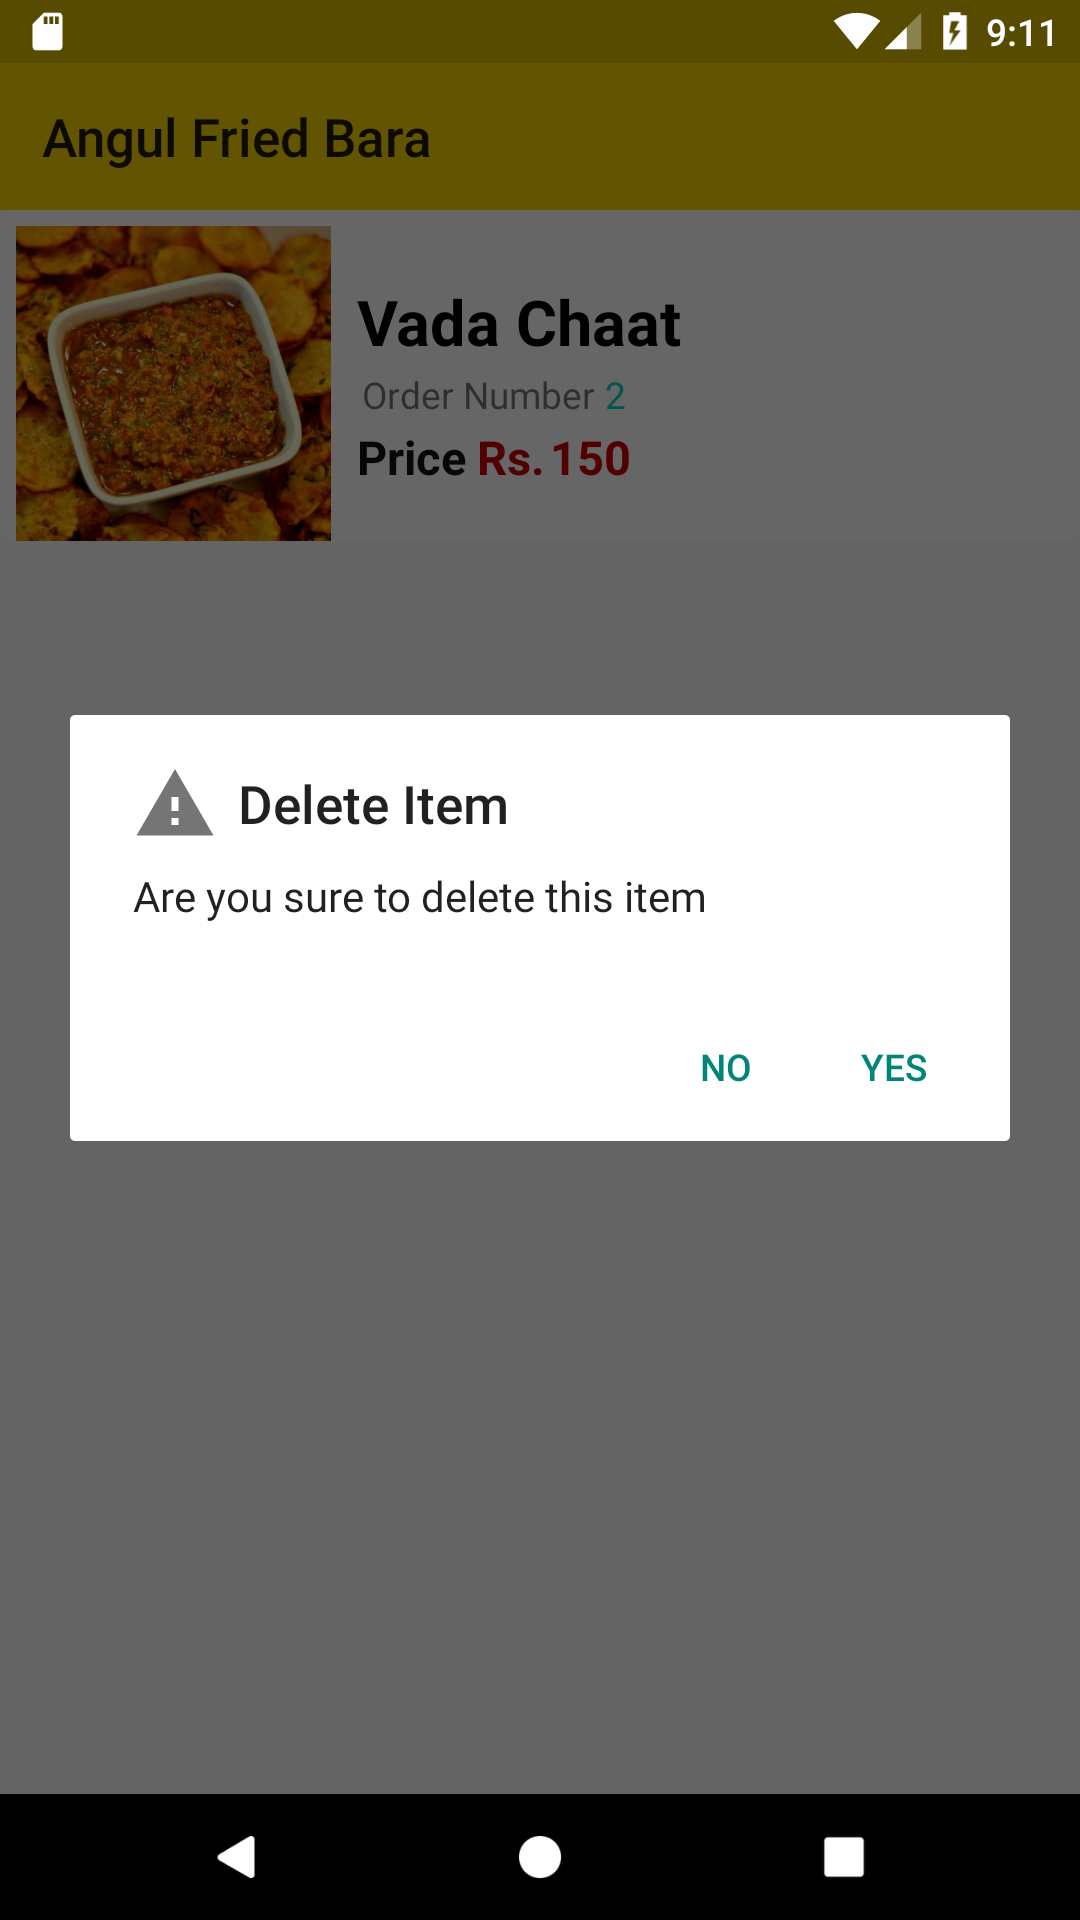 9:11
Angul Fried Bara
Vada Chaat
Order Number 2
Price Rs. 150
Delete Item
Are you sure to delete this item
NO YES